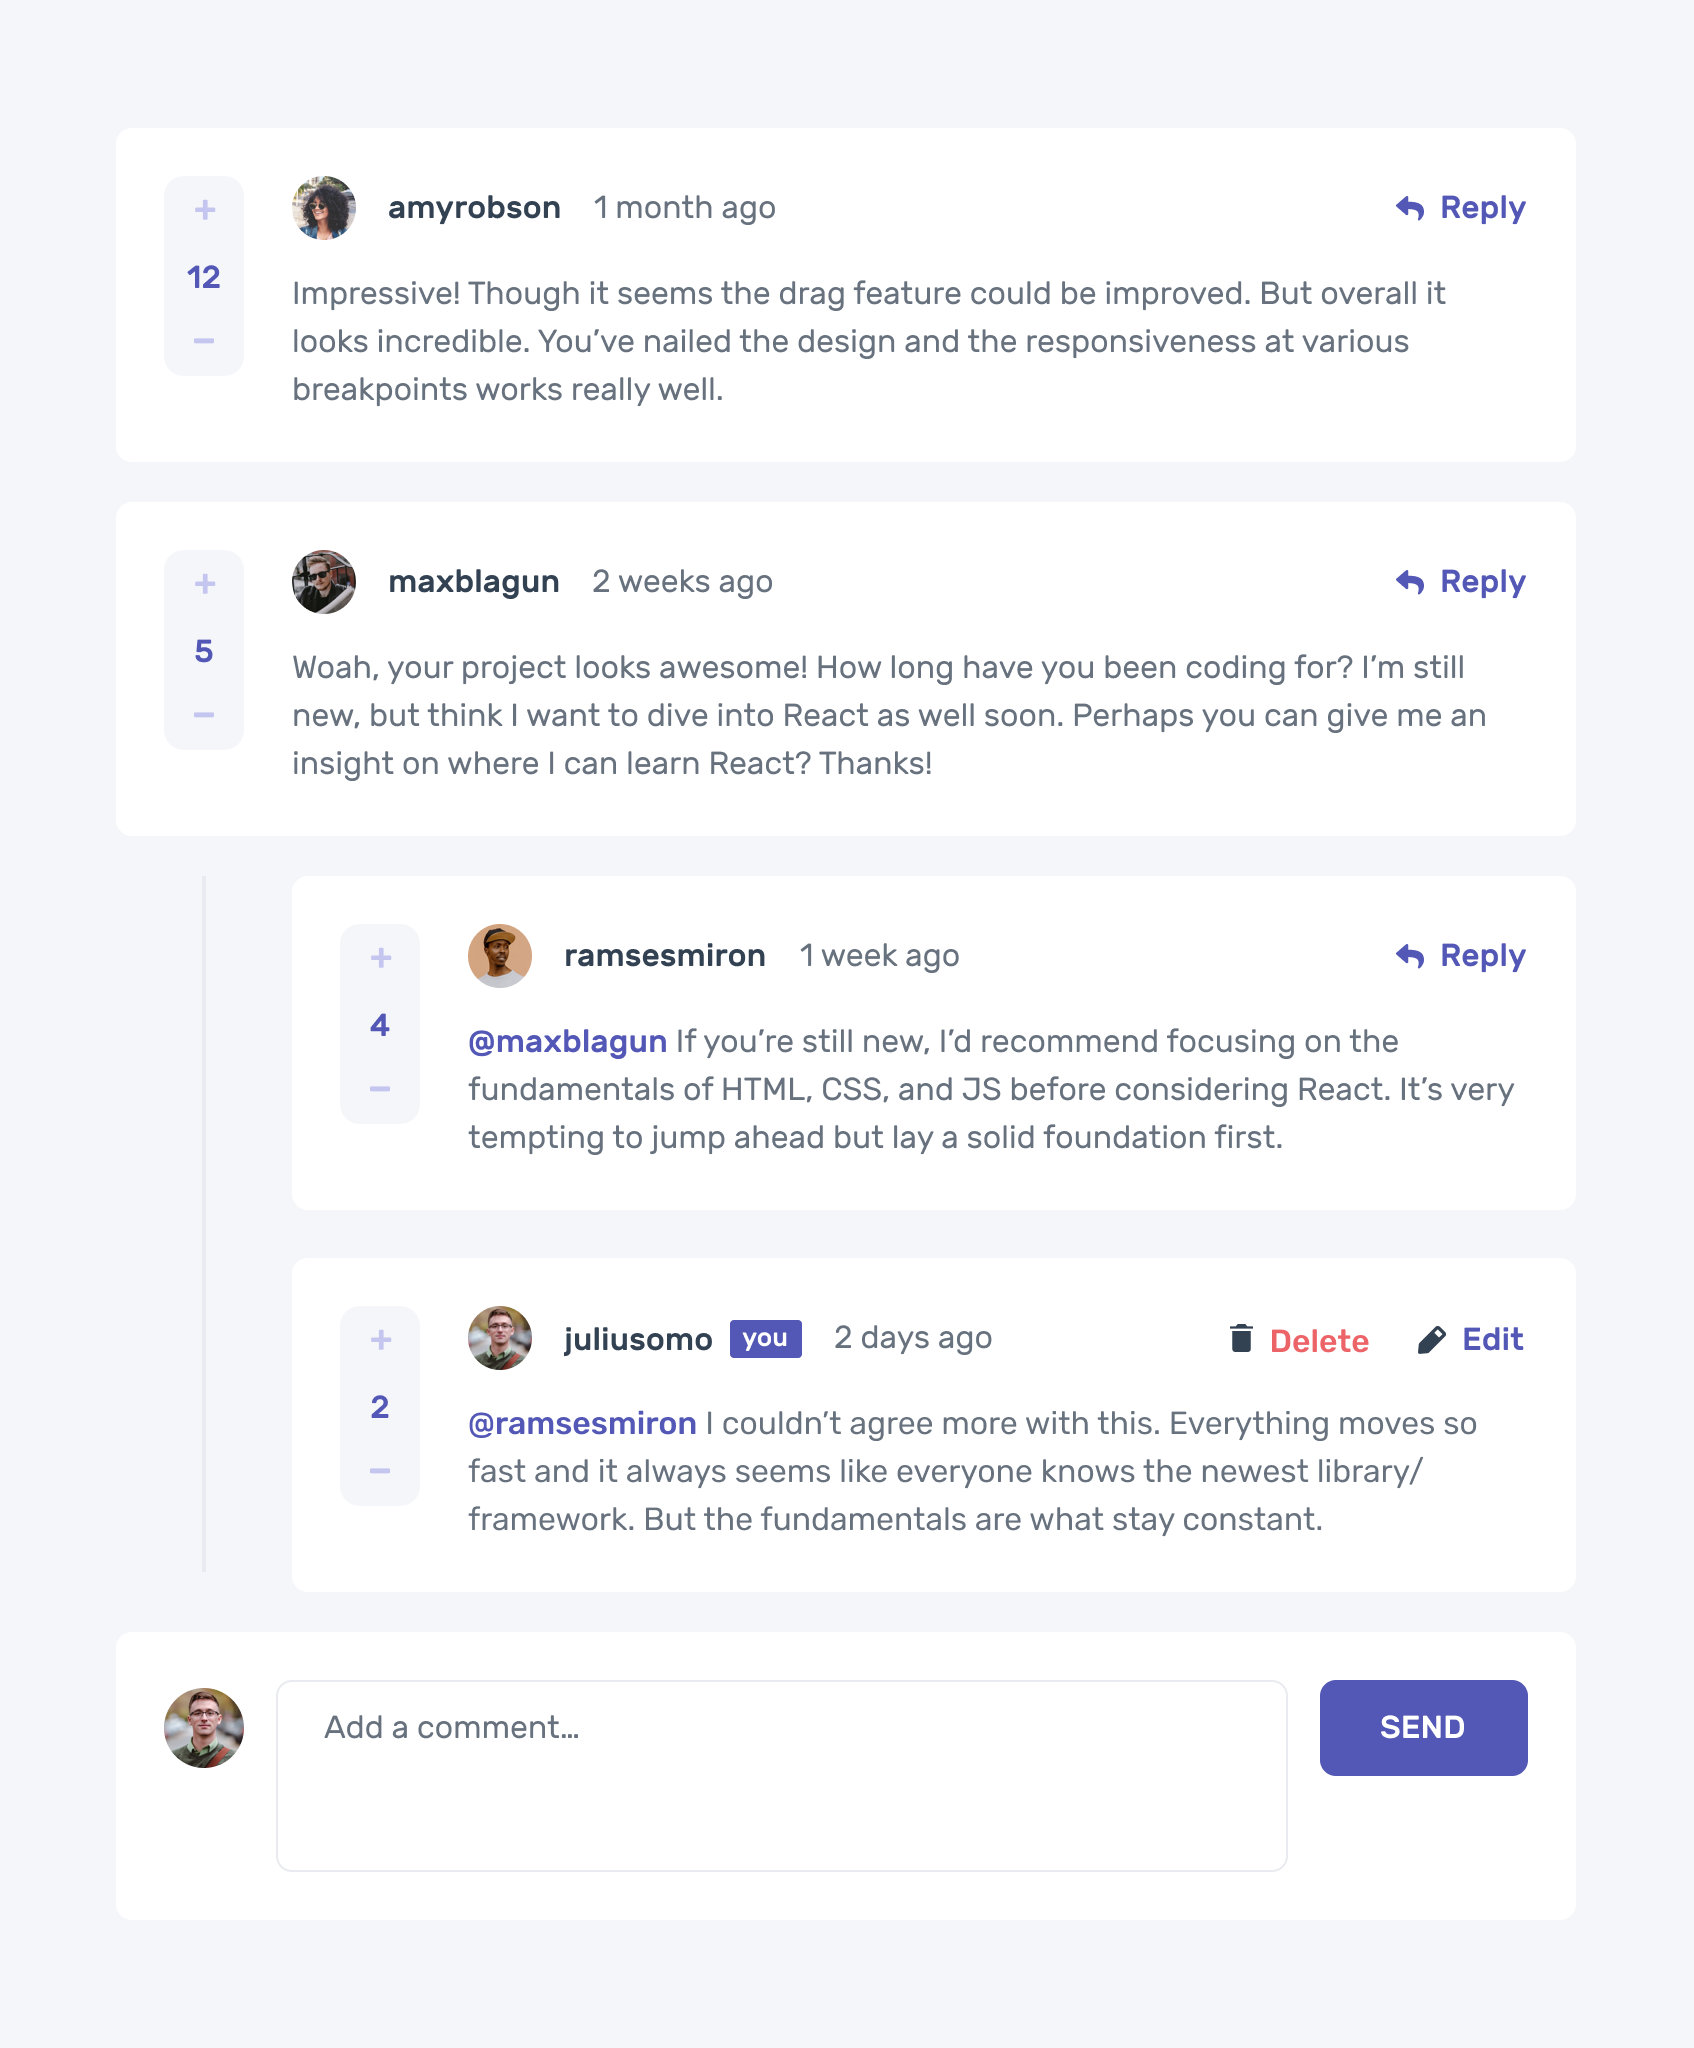 +
12
−
amyrobson 1 month ago Reply
Impressive! Though it seems the drag feature could be improved. But overall it
looks incredible. You’ve nailed the design and the responsiveness at various
breakpoints works really well.
+
5
−
maxblagun 2 weeks ago Reply
Woah, your project looks awesome! How long have you been coding for? I’m still
new, but think I want to dive into React as well soon. Perhaps you can give me an
insight on where I can learn React? Thanks!
+
4
−
ramsesmiron 1 week ago Reply
@maxblagun If you’re still new, I’d recommend focusing on the
fundamentals of HTML, CSS, and JS before considering React. It’s very
tempting to jump ahead but lay a solid foundation first.
+
2
−
juliusomo you 2 days ago Delete Edit
@ramsesmiron I couldn’t agree more with this. Everything moves so
fast and it always seems like everyone knows the newest library/
framework. But the fundamentals are what stay constant.
Add a comment…
SEND